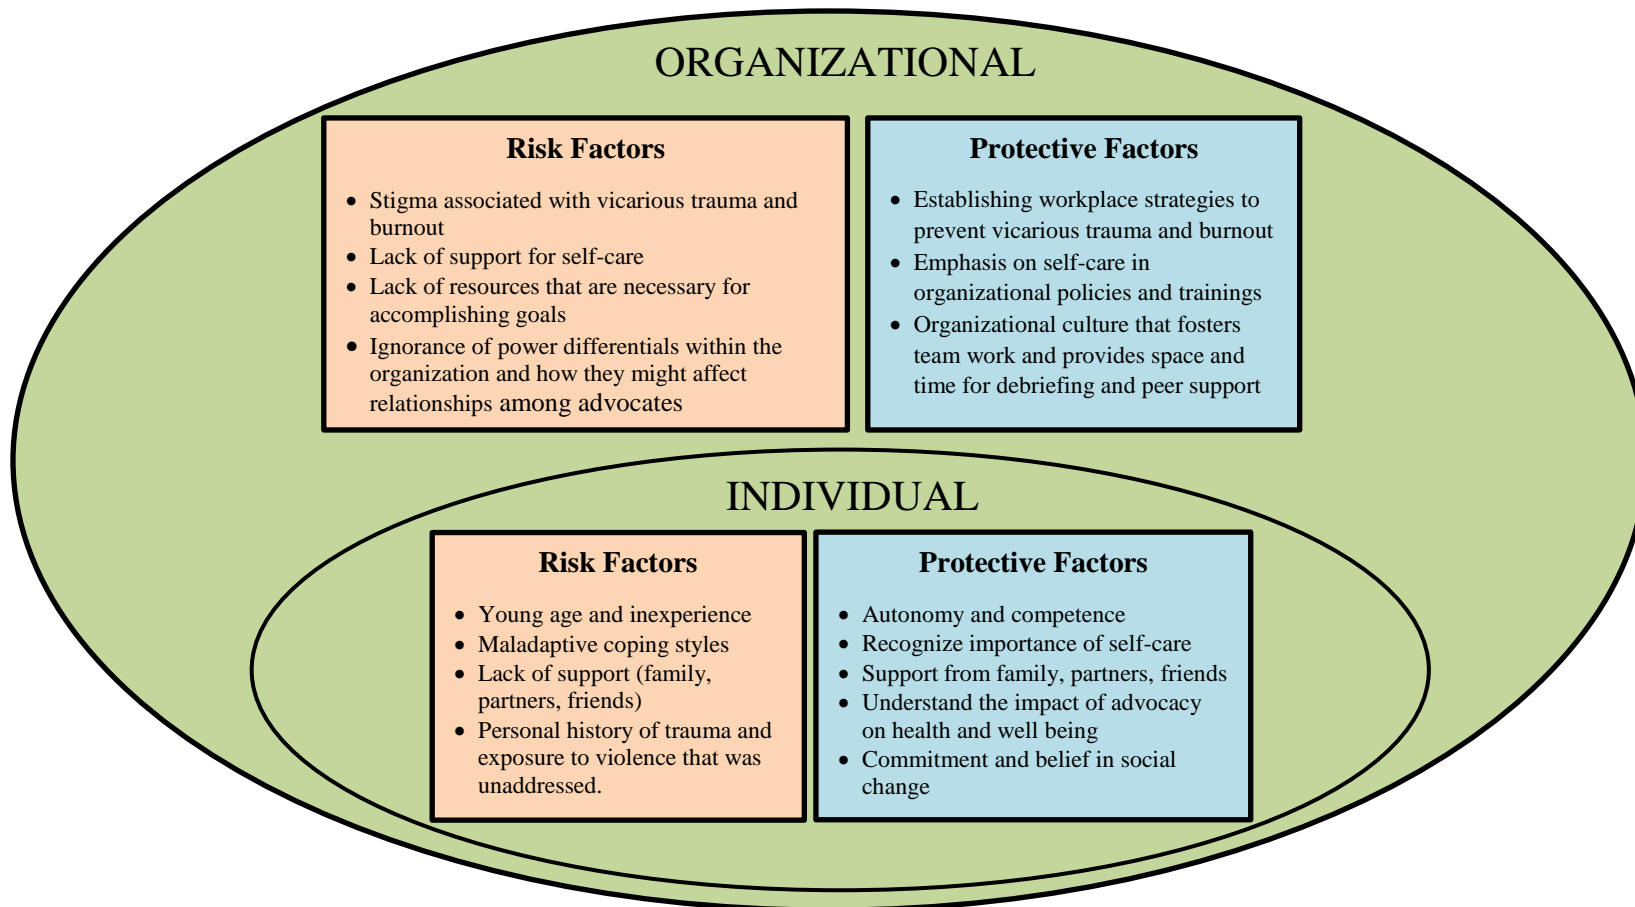 ORGANIZATIONAL
Risk Factors
• Stigma associated with vicarious trauma and
burnout
• Lack of support for self-care
• Lack of resources that are necessary for
accomplishing goals
• Ignorance of power differentials within the
organization and how they might affect
relationships among advocates
Protective Factors
• Establishing workplace strategies to
prevent vicarious trauma and burnout
• Emphasis on self-care in
organizational policies and trainings
• Organizational culture that fosters
team work and provides space and
time for debriefing and peer support
INDIVIDUAL
Risk Factors
• Young age and inexperience
• Maladaptive coping styles
• Lack of support (family,
partners, friends)
• Personal history of trauma and
exposure to violence that was
unaddressed.
Protective Factors
• Autonomy and competence
• Recognize importance of self-care
• Support from family, partners, friends
• Understand the impact of advocacy
on health and well being
• Commitment and belief in social
change